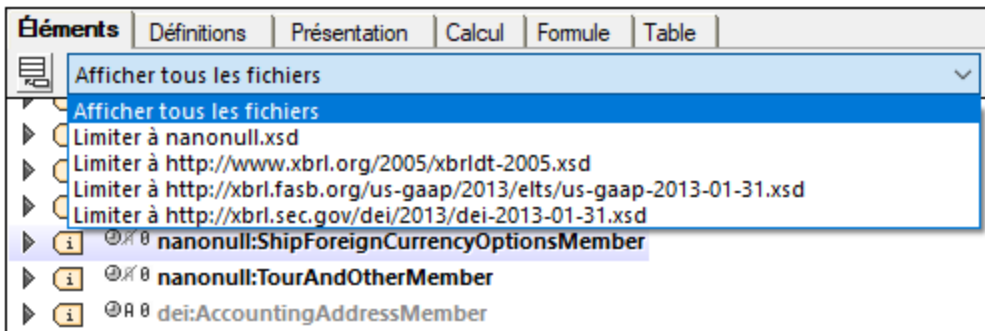 Éléments Définitions Présentation Calcul Formule Table
Afficher tous les fichiers
Afficher tous les fichiers
Limiter à nanonull.xsd
Limiter à http://www.xbrl.org/2005/xbrldt-2005.xsd
Limiter à http://xbrl.fasb.org/us-gaap/2013/elts/us-gaap-2013-01-31.xsd
Limiter à http://xbrl.sec.gov/dei/2013/dei-2013-01-31.xsd
nanonull:ShipForeignCurrencyOptionsMember
nanonull:TourAndOtherMember
dei:AccountingAddressMember